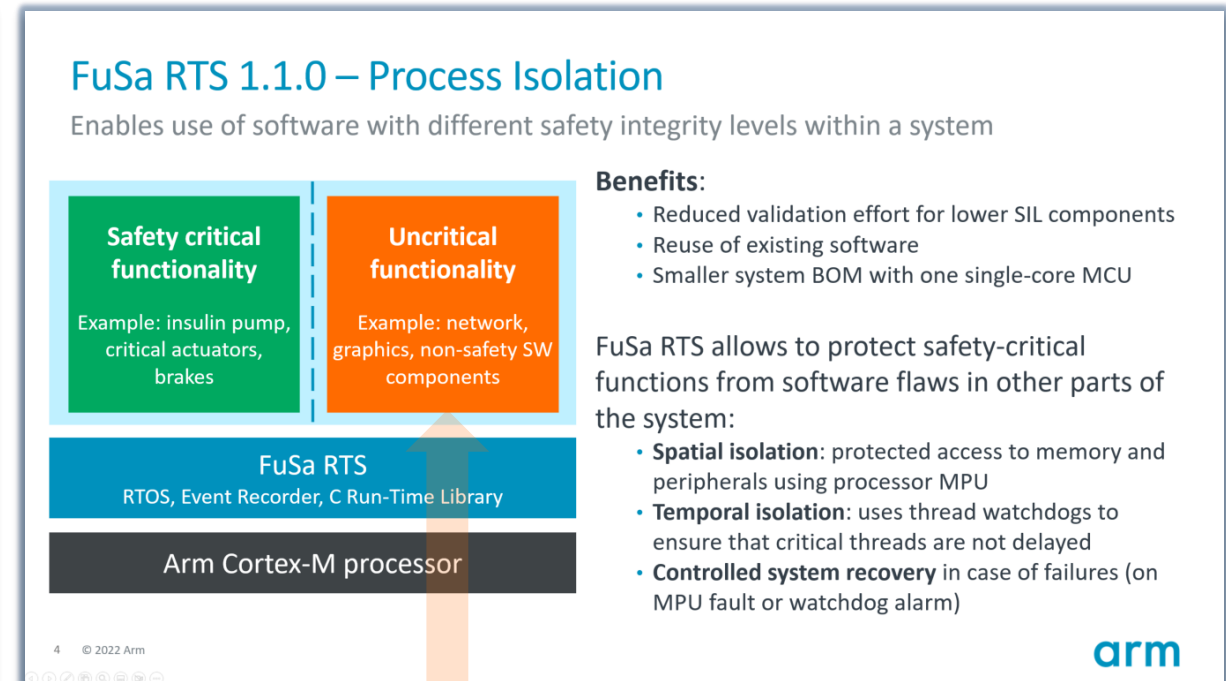 FuSa RTS 1.1.0 – Process Isolation
Enables use of software with different safety integrity levels within a system
Safety critical
functionality
Example: insulin pump,
critical actuators,
brakes
Uncritical
functionality
Example: network,
graphics, non-safety SW
components
FuSa RTS
RTOS, Event Recorder, C Run-Time Library
Arm Cortex-M processor
Benefits:
• Reduced validation effort for lower SIL components
• Reuse of existing software
• Smaller system BOM with one single-core MCU
FuSa RTS allows to protect safety-critical
functions from software flaws in other parts of
the system:
• Spatial isolation: protected access to memory and
peripherals using processor MPU
• Temporal isolation: uses thread watchdogs to
ensure that critical threads are not delayed
• Controlled system recovery in case of failures (on
MPU fault or watchdog alarm)
4 © 2022 Arm
arm